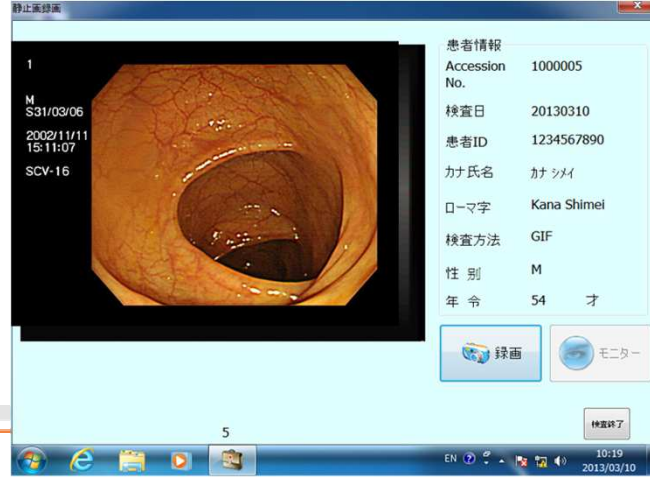 静止画録画
1
M
S31/03/06
2002/11/11
15:11:07
SCV-16
患者情報
Accession No. 1000005
検査日 20130310
患者ID 1234567890
カナ氏名 カナ シメイ
ローマ字 Kana Shimei
検査方法 GIF
性 別 M
年 令 54 才
録画
モニター
検査終了
5
EN
10:19
2013/03/10